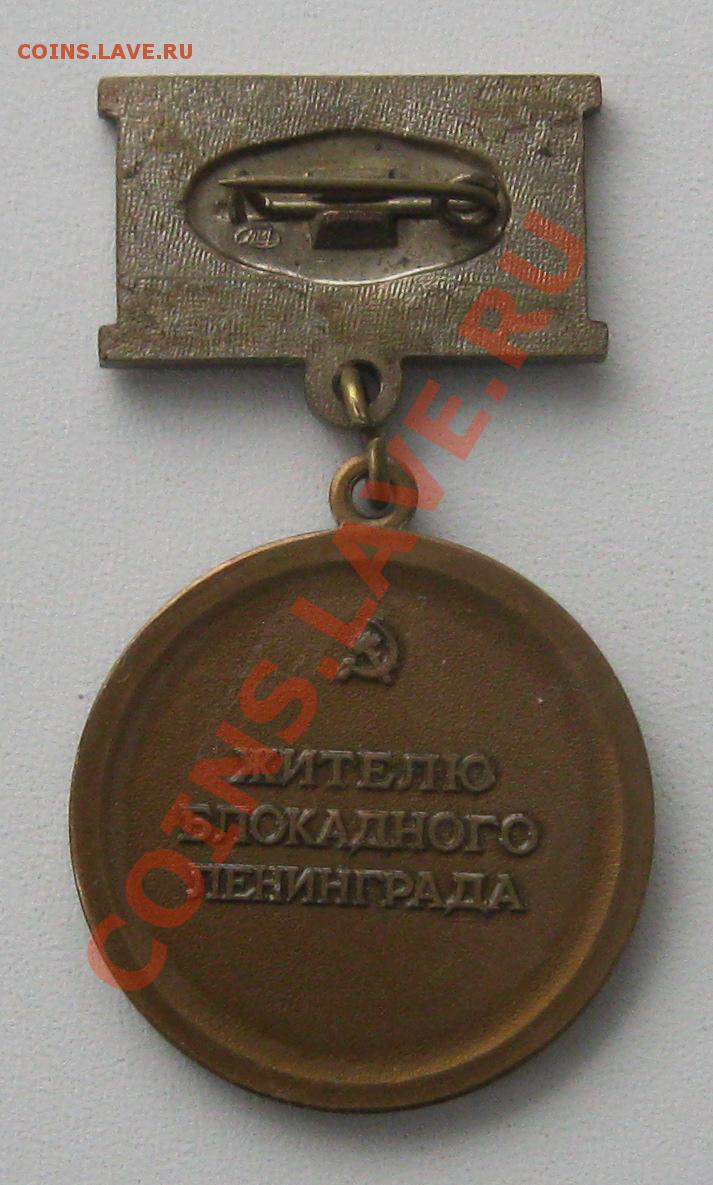 COINS.LAVE.RU
COINS.LAVE.RU
ЖИТЕЛЮ
БЛОКАДНОГО
ЛЕНИНГРАДА